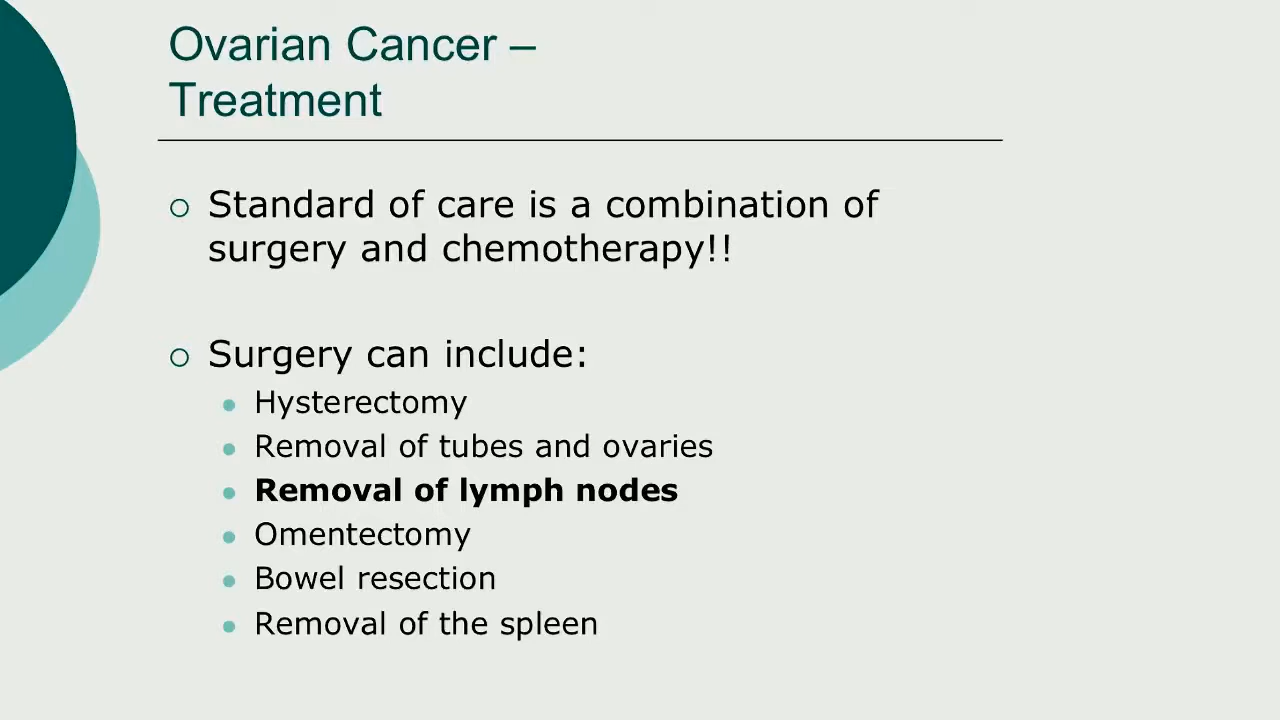 Ovarian Cancer –
Treatment
Standard of care is a combination of
surgery and chemotherapy!!
Surgery can include:
Hysterectomy
Removal of tubes and ovaries
Removal of lymph nodes
Omentectomy
Bowel resection
Removal of the spleen